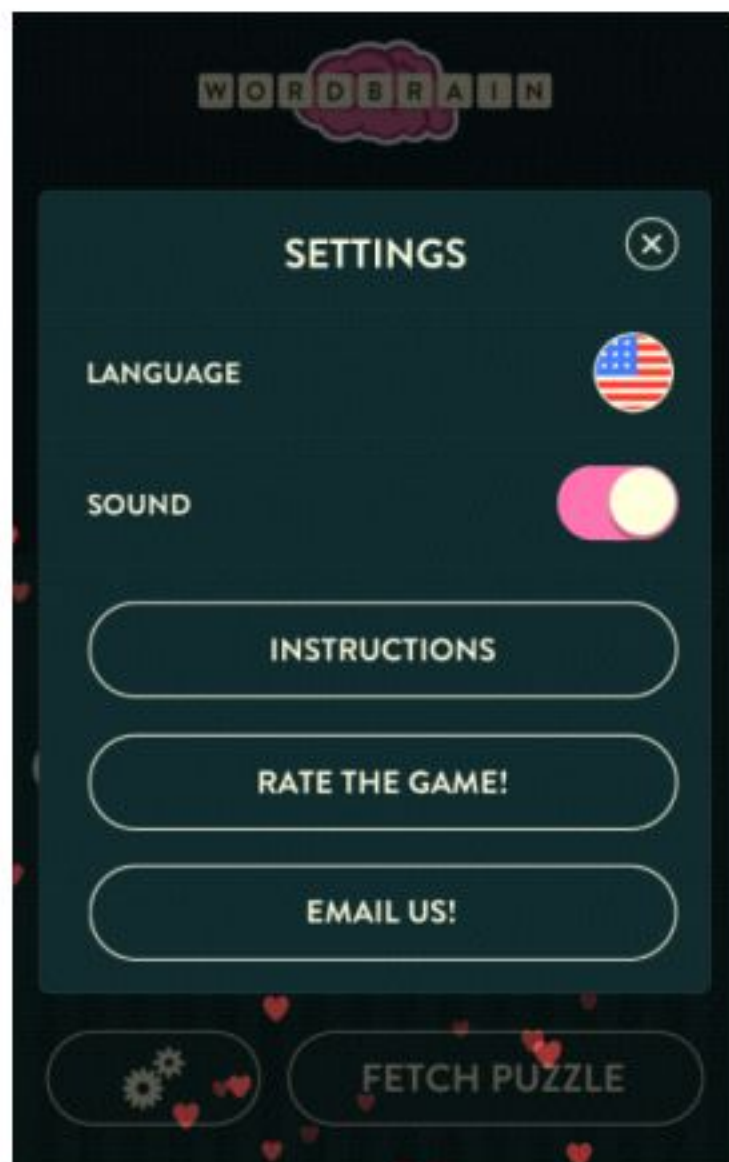 WORDBRAIN
SETTINGS
LANGUAGE
SOUND
INSTRUCTIONS
RATE THE GAME!
EMAIL US!
FETCH PUZZLE